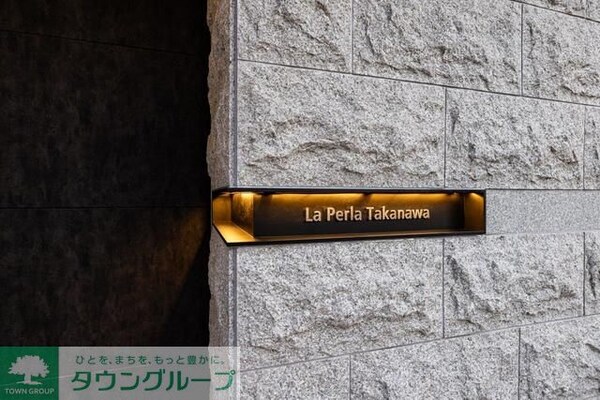 La Perla Takanawa
ひとを、まちを、もっと豊かに。
タウングループ
TOWN GROUP